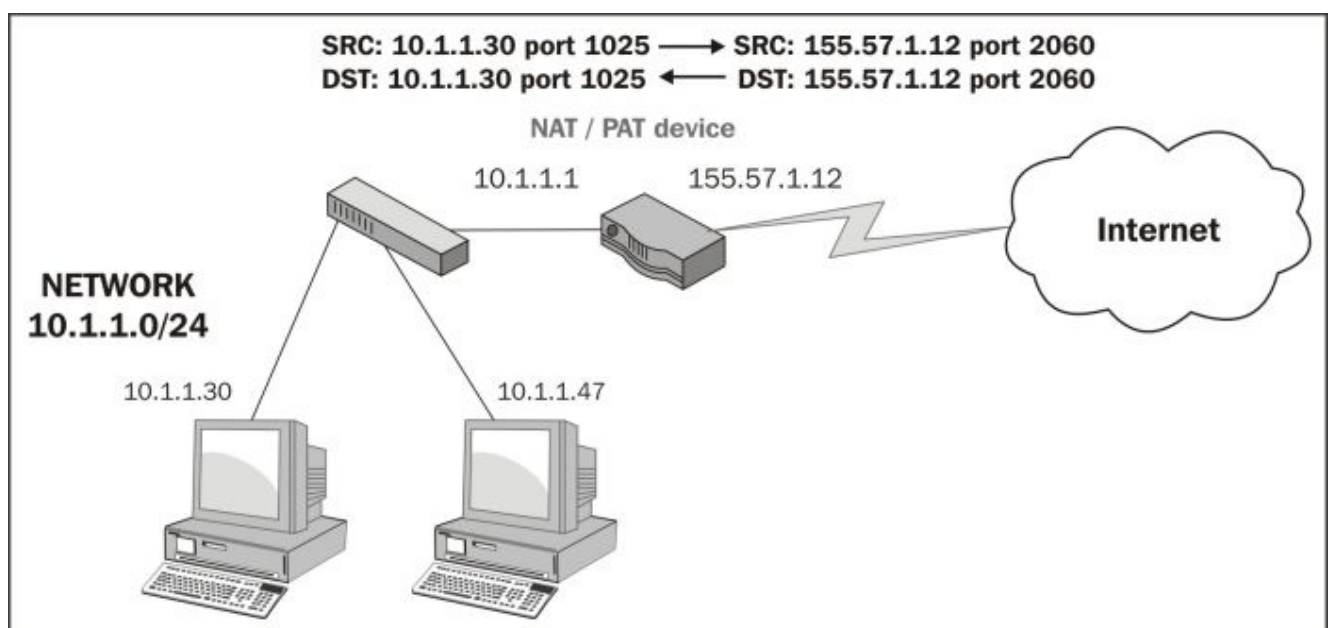 SRC: 10.1.1.30 port 1025 → SRC: 155.57.1.12 port 2060
DST: 10.1.1.30 port 1025 ← DST: 155.57.1.12 port 2060
NAT / PAT device
10.1.1.1
155.57.1.12
Internet
NETWORK
10.1.1.0/24
10.1.1.30
10.1.1.47